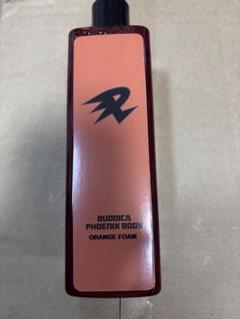 BUDDICA
PHOENIX BODY
ORANGE FOAM